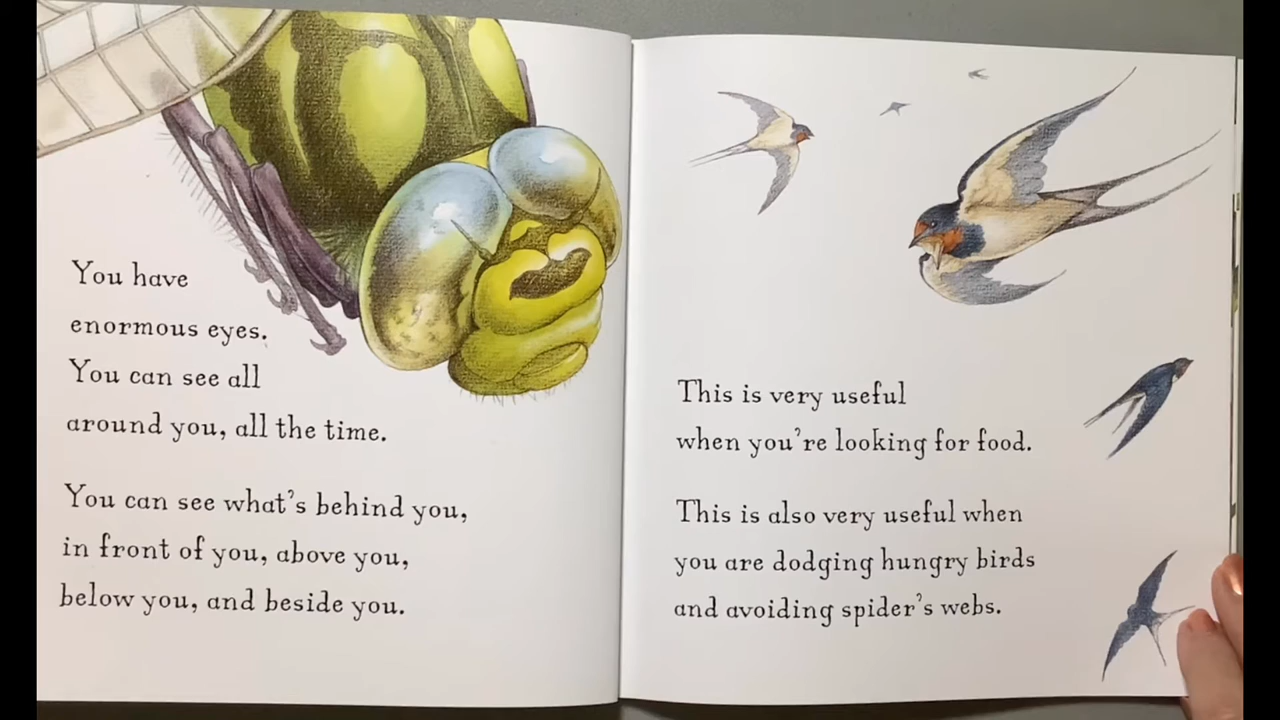 You have
enormous eyes.
You can see all
around you, all the time.
You can see what's behind you,
in front of you, above you,
below you, and beside you.
This is very useful
when you're looking for food.
This is also very useful when
you are dodging hungry birds
and avoiding spider's webs.